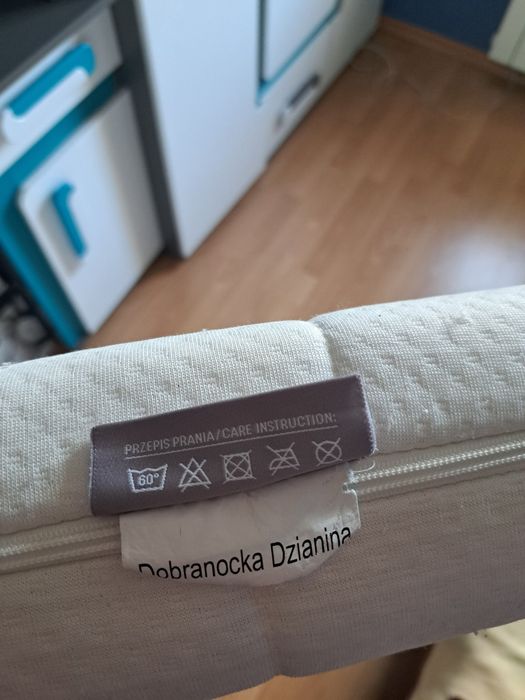 PRZEPIS PRANIA/CARE INSTRUCTION:
60°
Dobranocka Dzianina